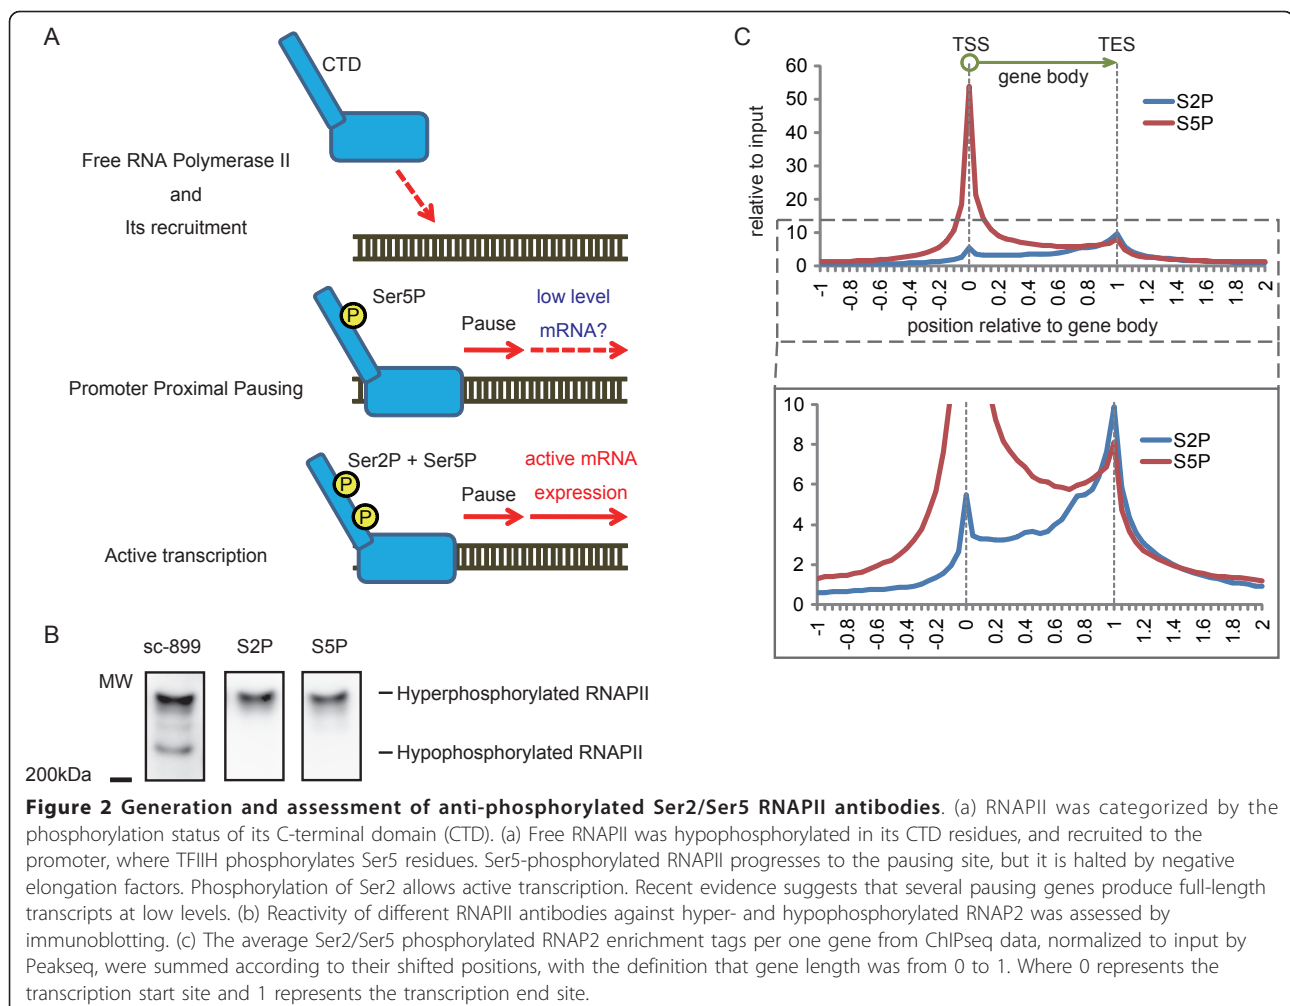 A
CTD
Free RNA Polymerase II
and
Its recruitment
Ser5P
P
Pause
low level
mRNA?
Promoter Proximal Pausing
Ser2P + Ser5P
P
P
Pause
active mRNA
expression
Active transcription
B
sc-899
S2P
S5P
MW
Hyperphosphorylated RNAPII
Hypophosphorylated RNAPII
200kDa
C
TSS
TES
gene body
60
50
40
30
20
10
0
relative to input
S2P
S5P
-1
-0.8
-0.6
-0.4
-0.2
0
0.2
0.4
0.6
0.8
1
1.2
1.4
1.6
1.8
2
position relative to gene body
10
8
6
4
2
0
S2P
S5P
-1
-0.8
-0.6
-0.4
-0.2
0
0.2
0.4
0.6
0.8
1
1.2
1.4
1.6
1.8
2
Figure 2 Generation and assessment of anti-phosphorylated Ser2/Ser5 RNAPII antibodies. (a) RNAPII was categorized by the
phosphorylation status of its C-terminal domain (CTD). (a) Free RNAPII was hypophosphorylated in its CTD residues, and recruited to the
promoter, where TFIIH phosphorylates Ser5 residues. Ser5-phosphorylated RNAPII progresses to the pausing site, but it is halted by negative
elongation factors. Phosphorylation of Ser2 allows active transcription. Recent evidence suggests that several pausing genes produce full-length
transcripts at low levels. (b) Reactivity of different RNAPII antibodies against hyper- and hypophosphorylated RNAP2 was assessed by
immunoblotting. (c) The average Ser2/Ser5 phosphorylated RNAP2 enrichment tags per one gene from ChIPseq data, normalized to input by
Peakseq, were summed according to their shifted positions, with the definition that gene length was from 0 to 1. Where 0 represents the
transcription start site and 1 represents the transcription end site.